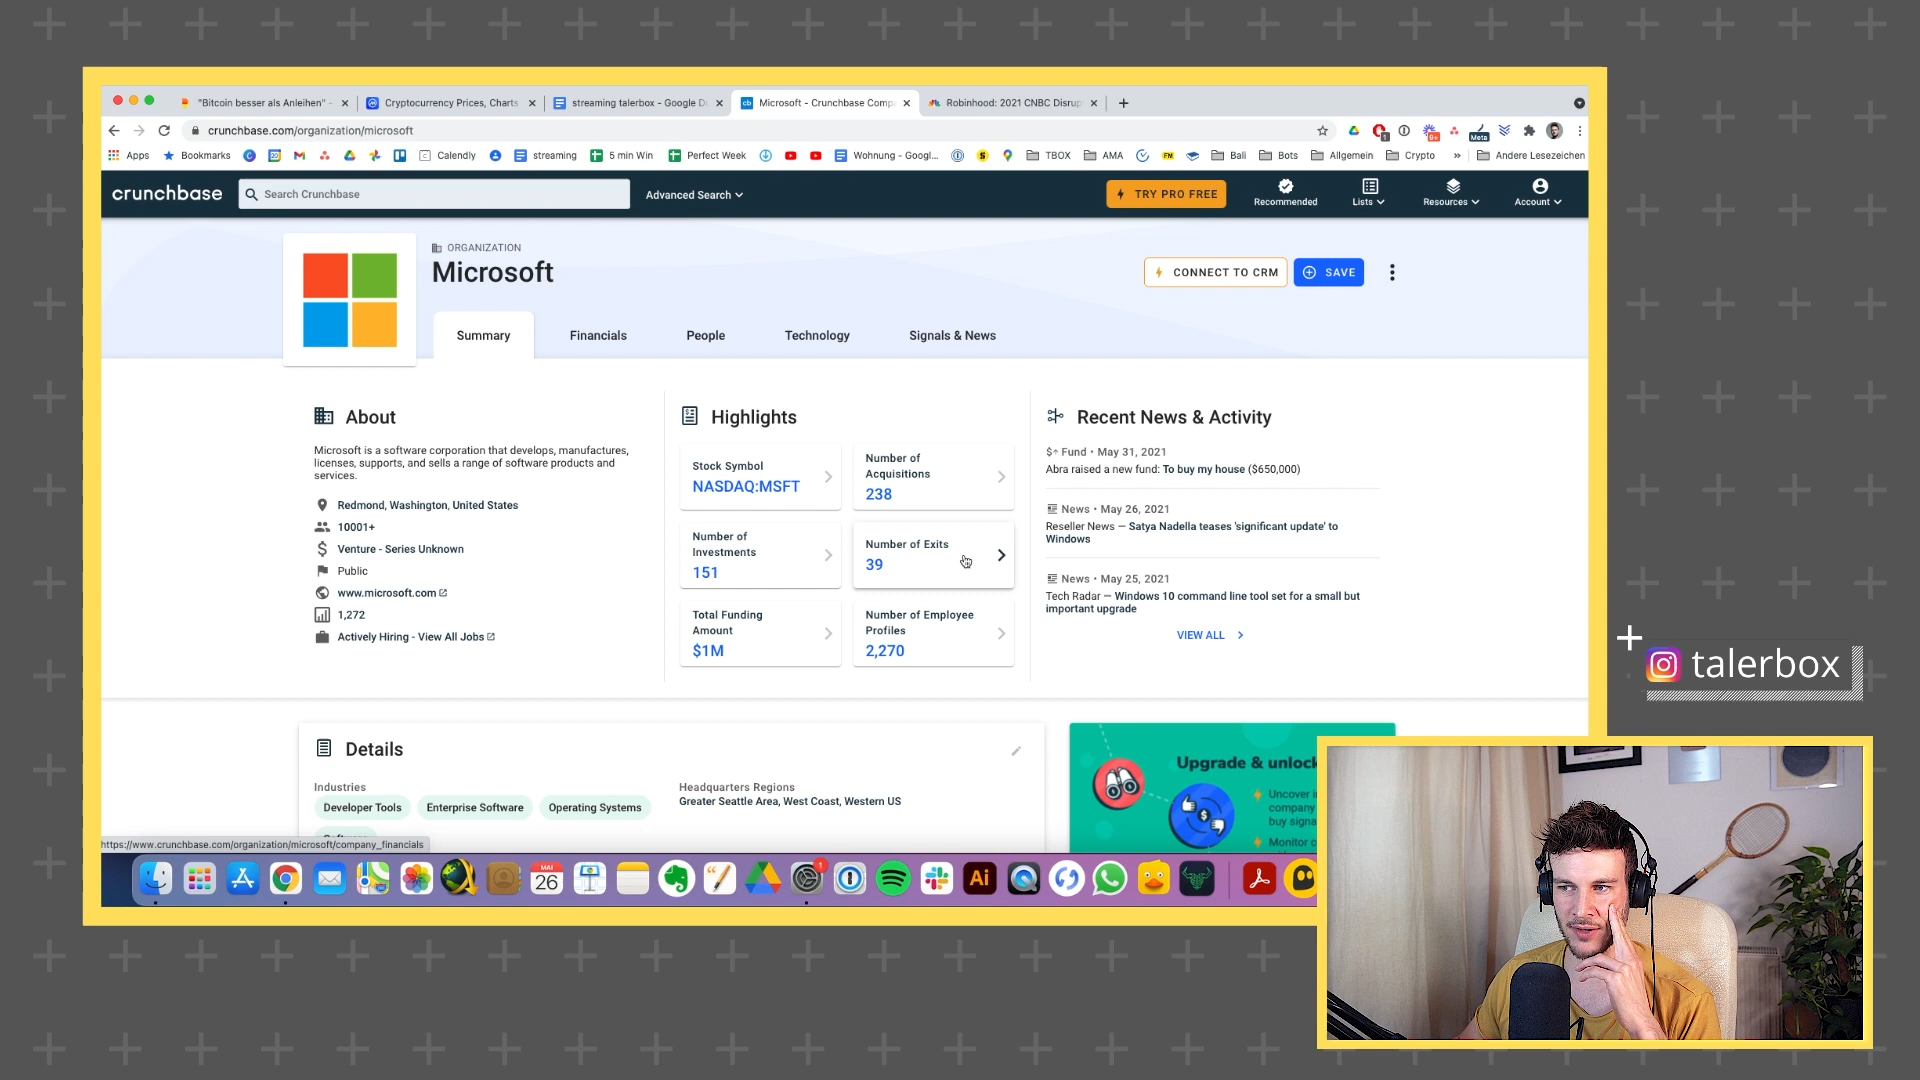 "Bitcoin besser als Anleihen" -
Cryptocurrency Prices, Charts
streaming talerbox - Google D
Microsoft - Crunchbase Comp
Robinhood: 2021 CNBC Disrup
crunchbase.com/organization/microsoft
Meta
Apps
Bookmarks
Calendly
streaming
5 min Win
Perfect Week
Wohnung - Googl...
TBOX
AMA
Bali
Bots
Allgemein
Crypto
»
Andere Lesezeichen
crunchbase
Search Crunchbase
Advanced Search
TRY PRO FREE
Recommended
Lists
Resources
Account
ORGANIZATION
Microsoft
CONNECT TO CRM
SAVE
Summary
Financials
People
Technology
Signals & News
About
Microsoft is a software corporation that develops, manufactures,
licenses, supports, and sells a range of software products and
services.
Redmond, Washington, United States
10001+
Venture - Series Unknown
Public
www.microsoft.com
1,272
Actively Hiring - View All Jobs
Highlights
Stock Symbol
NASDAQ:MSFT
Number of
Acquisitions
238
Number of
Investments
151
Number of Exits
39
Total Funding
Amount
$1M
Number of Employee
Profiles
2,270
Recent News & Activity
Fund • May 31, 2021
Abra raised a new fund: To buy my house ($650,000)
News • May 26, 2021
Reseller News — Satya Nadella teases 'significant update' to
Windows
News • May 25, 2021
Tech Radar — Windows 10 command line tool set for a small but
important upgrade
VIEW ALL
talerbox
Details
Industries
Developer Tools
Enterprise Software
Operating Systems
Headquarters Regions
Greater Seattle Area, West Coast, Western US
Upgrade & unlock
Uncover
company
buy signa
Monitor c
https://www.crunchbase.com/organization/microsoft/company_financials
MAI
26
Ai
1